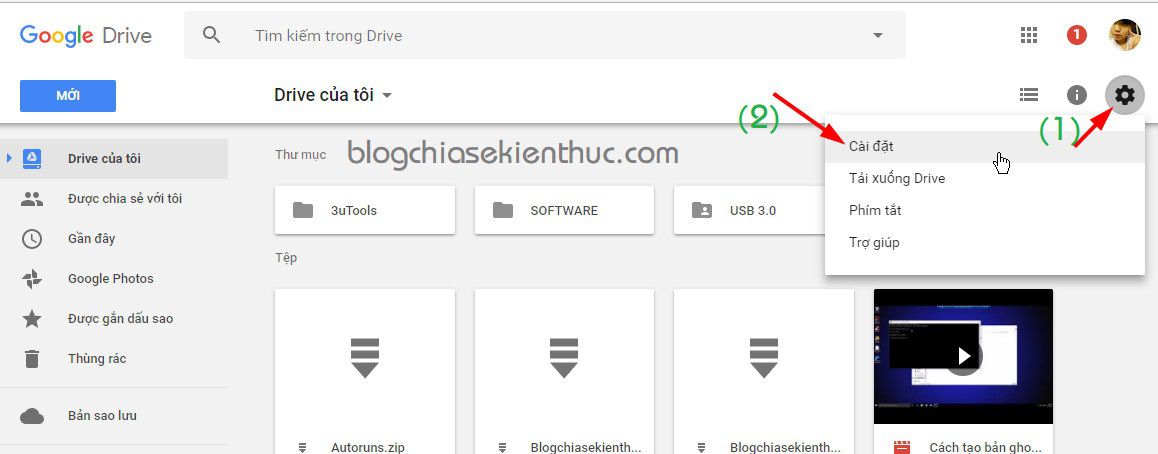 Google Drive
Tìm kiếm trong Drive
1
MỚI
Drive của tôi
(2)
(1)
Cài đặt
Tải xuống Drive
Phím tắt
Trợ giúp
Drive của tôi
Được chia sẻ với tôi
Gần đây
Google Photos
Được gắn dấu sao
Thùng rác
Bản sao lưu
Thư mục
blogchiasekienthuc.com
3uTools
SOFTWARE
USB 3.0
Tệp
Autoruns.zip
Blogchiasekienth...
Blogchiasekienth...
Cách tạo bản gho...